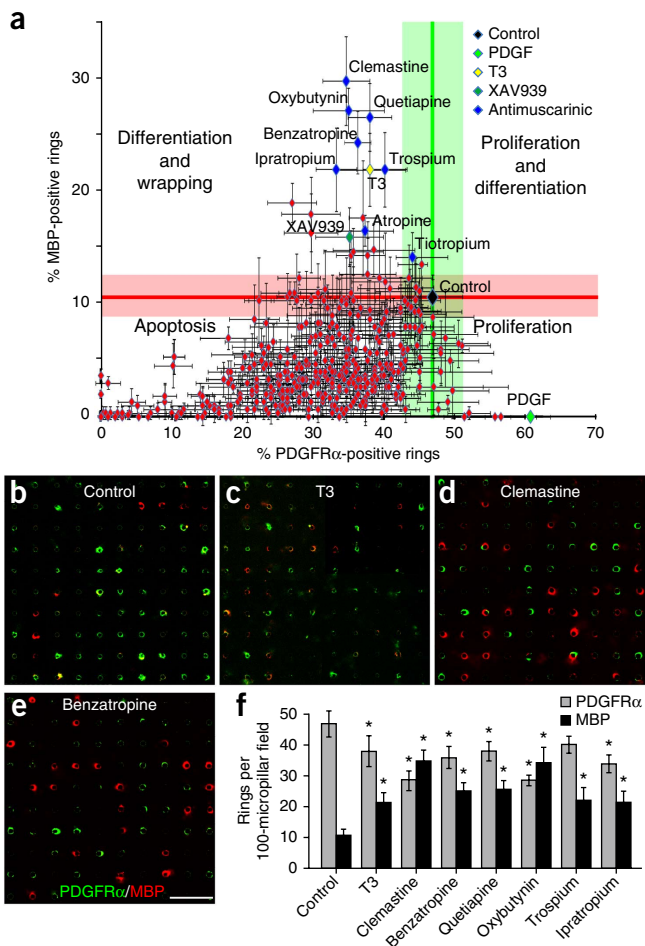 a
Control
PDGF
T3
XAV939
Antimuscarinic
Clemastine
Oxybutynin
Quetiapine
Benzatropine
Ipratropium
Trospium
T3
XAV939
Atropine
Tiotropium
Control
PDGF
Differentiation and
wrapping
Proliferation and
differentiation
Apoptosis
Proliferation
% MBP-positive rings
30
20
10
0
0
10
20
30
40
50
60
70
% PDGFRα-positive rings
b
Control
c
T3
d
Clemastine
e
Benzatropine
PDGFRα/MBP
f
PDGFRα
MBP
Rings per
100-micropillar field
50
40
30
20
10
0
* * * * * * * * * * * * *
Control
T3
Clemastine
Benzatropine
Quetiapine
Oxybutynin
Trospium
Ipratropium